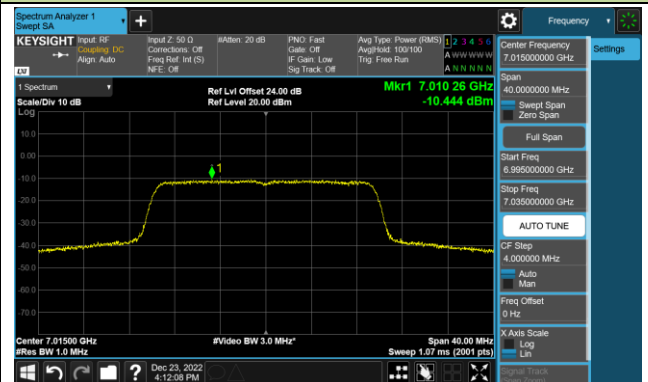 Spectrum Analyzer 1
Swept SA
+
Frequency
KEYSIGHT
Input: RF
Coupling: DC
Align: Auto
Input Z: 50 Ω
Corrections: Off
Freq Ref: Int (S)
NFE: Off
#Atten: 20 dB
PNO: Fast
Gate: Off
IF Gain: Low
Sig Track: Off
Avg Type: Power (RMS)
Avg|Hold: 100/100
Trig: Free Run
1 2 3 4 5 6
A W W W W W
A N N N N N
LXI
1 Spectrum
Scale/Div 10 dB
Log
Ref Lvl Offset 24.00 dB
Ref Level 20.00 dBm
Mkr1 7.010 26 GHz
-10.444 dBm
1
10.0
0.00
-10.0
-20.0
-30.0
-40.0
-50.0
-60.0
-70.0
Center 7.01500 GHz
#Res BW 1.0 MHz
#Video BW 3.0 MHz*
Span 40.00 MHz
Sweep 1.07 ms (2001 pts)
Dec 23, 2022
4:12:08 PM
?
Center Frequency
7.015000000 GHz
Settings
Span
40.0000000 MHz
Swept Span
Zero Span
Full Span
Start Freq
6.995000000 GHz
Stop Freq
7.035000000 GHz
AUTO TUNE
CF Step
4.000000 MHz
Auto
Man
Freq Offset
0 Hz
X Axis Scale
Log
Lin
Signal Track